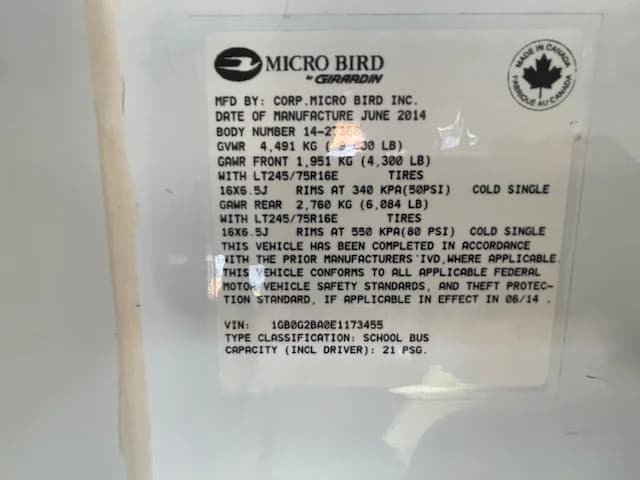 MICRO BIRD
by GIRARDIN
MADE IN CANADA
FABRIQUÉ AU CANADA
MFD BY: CORP.MICRO BIRD INC.
DATE OF MANUFACTURE JUNE 2014
BODY NUMBER
GVWR 4,491 KG LB)
GAWR FRONT 1,951 KG (4,300 LB)
WITH LT245/75R16E TIRES
16X6.5J RIMS AT 340 KPA(50PSI) COLD SINGLE
GAWR REAR 2,760 KG (6,084 LB)
WITH LT245/75R16E TIRES
16X6.5J RIMS AT 550 KPA(80 PSI) COLD SINGLE
THIS VEHICLE HAS BEEN COMPLETED IN ACCORDANCE
WITH THE PRIOR MANUFACTURERS'IVD,WHERE APPLICABLE.
THIS VEHICLE CONFORMS TO ALL APPLICABLE FEDERAL
MOTOR VEHICLE SAFETY STANDARDS, AND THEFT PROTEC-
TION STANDARD, IF APPLICABLE IN EFFECT IN 06/14 .
VIN: 1GB0G2BA0E1173455
TYPE CLASSIFICATION: SCHOOL BUS
CAPACITY (INCL DRIVER): 21 PSG.